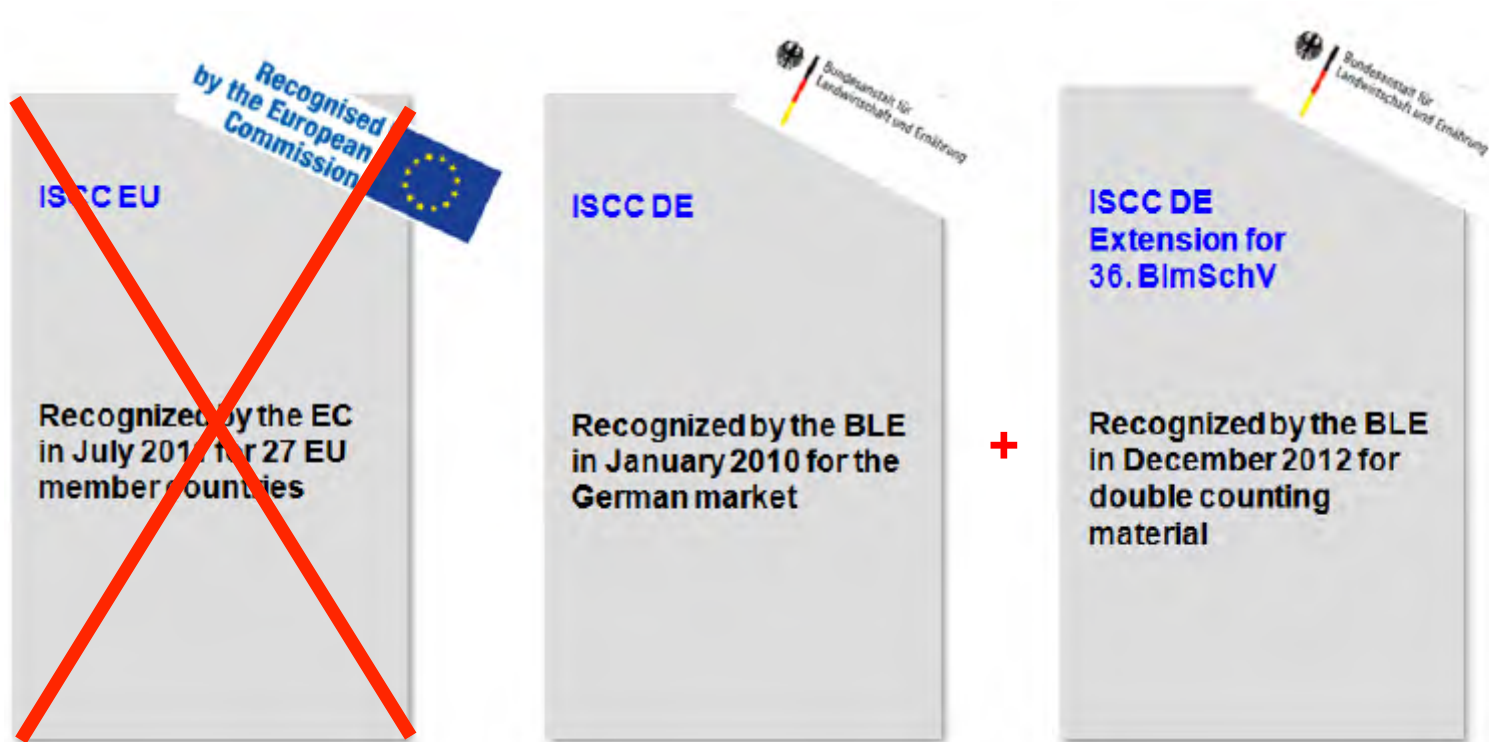 Recognised
by the European
Commission
ISCC EU
Recognized by the EC
in July 2011 for 27 EU
member countries
Bundesanstalt für
Landwirtschaft und Ernährung
ISCC DE
Recognized by the BLE
in January 2010 for the
German market
+
Bundesanstalt für
Landwirtschaft und Ernährung
ISCC DE
Extension for
36. BImSchV
Recognized by the BLE
in December 2012 for
double counting
material